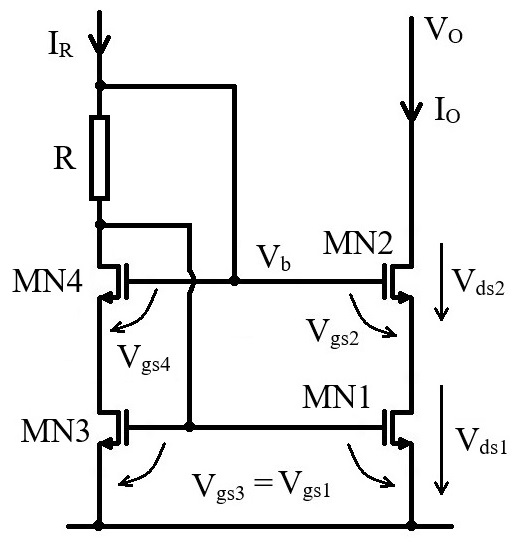 I_R
V_O
I_O
R
V_b
MN2
MN4
V_ds2
V_gs4
V_gs2
MN1
MN3
V_ds1
V_gs3 = V_gs1